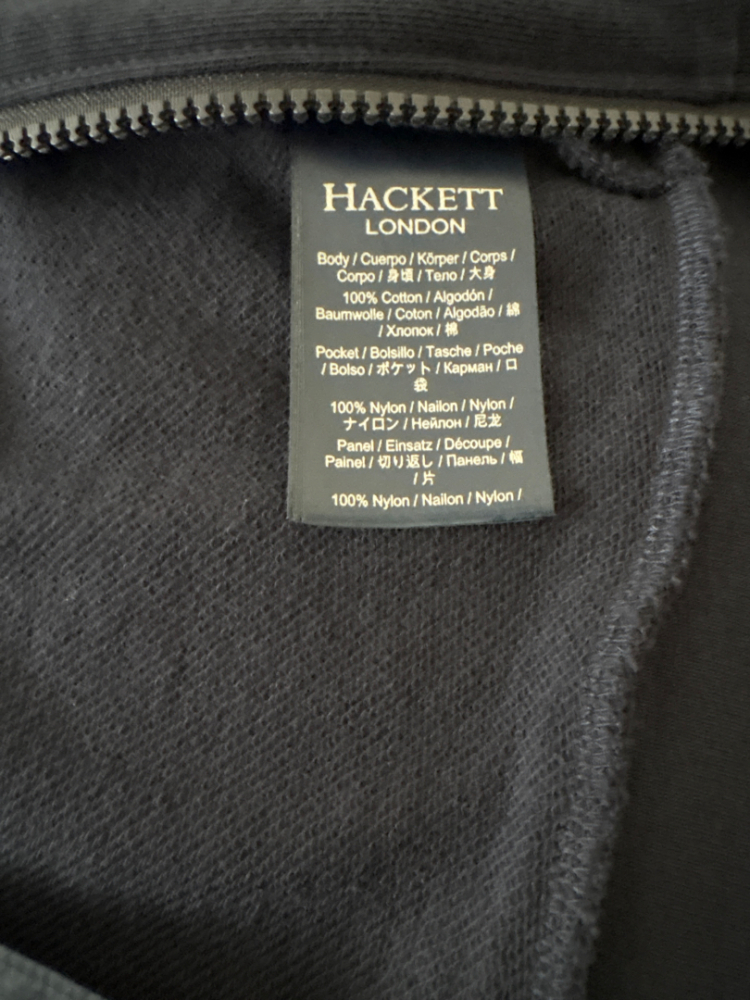 HACKETT
LONDON
Body / Cuerpo / Körper / Corps /
Corpo / 身頃 / Тело / 大身
100% Cotton / Algodón /
Baumwolle / Coton / Algodão / 綿
/ Хлопок / 棉
Pocket / Bolsillo / Tasche / Poche
/ Bolso / ポケット / Карман / 口
袋
100% Nylon / Nailon / Nylon /
ナイロン / Нейлон / 尼龙
Panel / Einsatz / Découpe /
Painel / 切り返し / Панель / 幅
/ 片
100% Nylon / Nailon / Nylon /